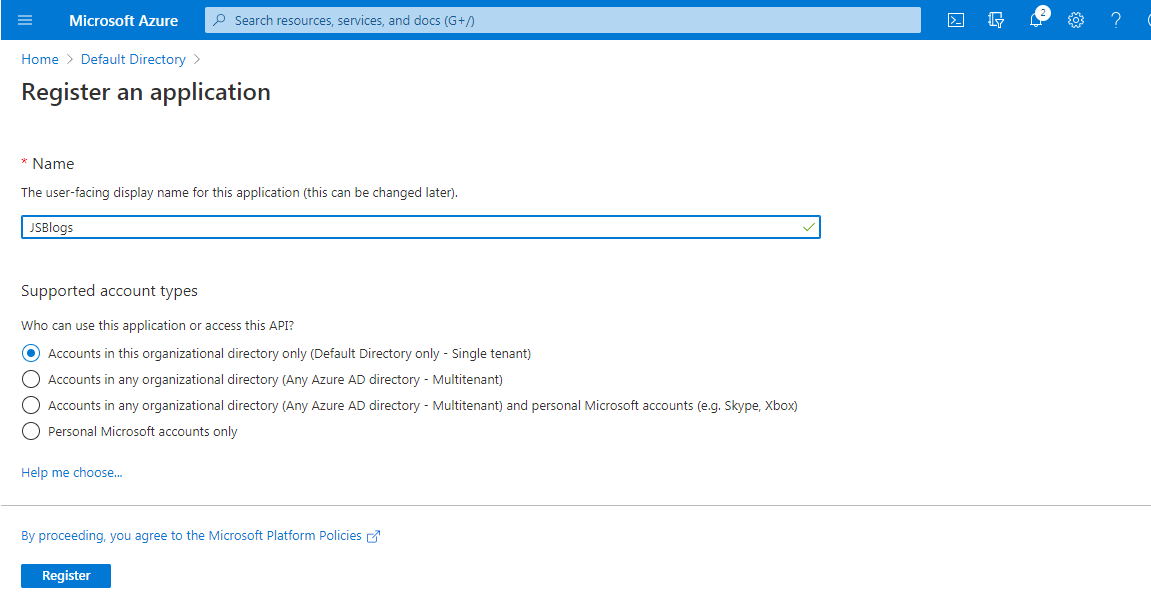 Microsoft Azure
Search resources, services, and docs (G+/)
2
Home > Default Directory >
Register an application
* Name
The user-facing display name for this application (this can be changed later).
JSBlogs
Supported account types
Who can use this application or access this API?
Accounts in this organizational directory only (Default Directory only - Single tenant)
Accounts in any organizational directory (Any Azure AD directory - Multitenant)
Accounts in any organizational directory (Any Azure AD directory - Multitenant) and personal Microsoft accounts (e.g. Skype, Xbox)
Personal Microsoft accounts only
Help me choose...
By proceeding, you agree to the Microsoft Platform Policies
Register